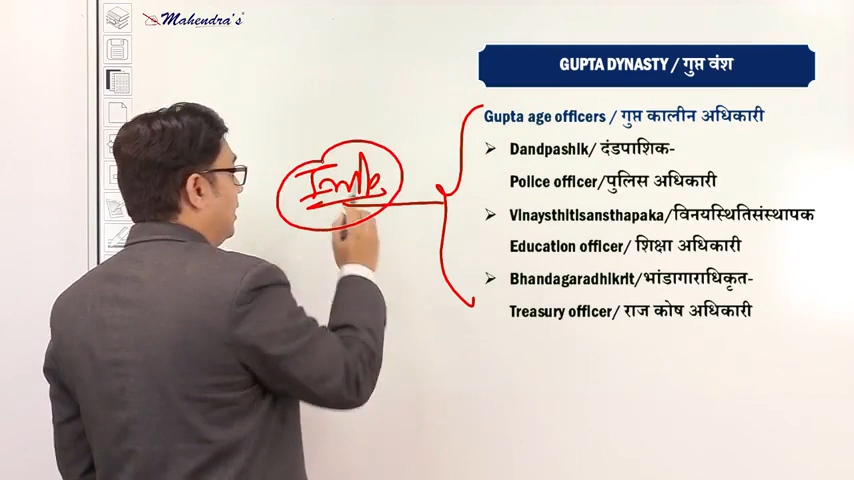 Mahendra's
GUPTA DYNASTY / गुप्त वंश
Gupta age officers / गुप्त कालीन अधिकारी
Dandpashik/ दंडपाशिक-
Police officer/पुलिस अधिकारी
Vinaysthitisansthapaka/विनयस्थितिसंस्थापक
Education officer/ शिक्षा अधिकारी
Bhandagaradhikrit/भांडागाराधिकृत-
Treasury officer/ राज कोष अधिकारी